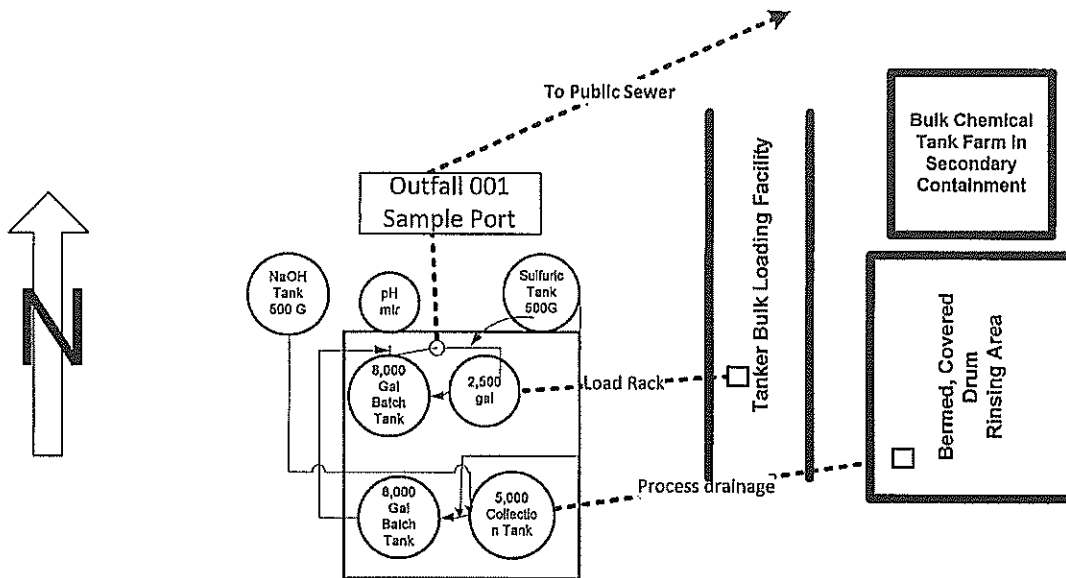 To Public Sewer
Outfall 001
Sample Port
N
NaOH
Tank
500 G
pH
mtr
Sulfuric
Tank
500G
8,000
Gal
Batch
Tank
2,500
gal
Load Rack
Tanker Bulk Loading Facility
Bulk Chemical
Tank Farm in
Secondary
Containment
Bermed, Covered
Drum
Rinsing Area
8,000
Gal
Batch
Tank
5,000
Collectio
n Tank
Process drainage